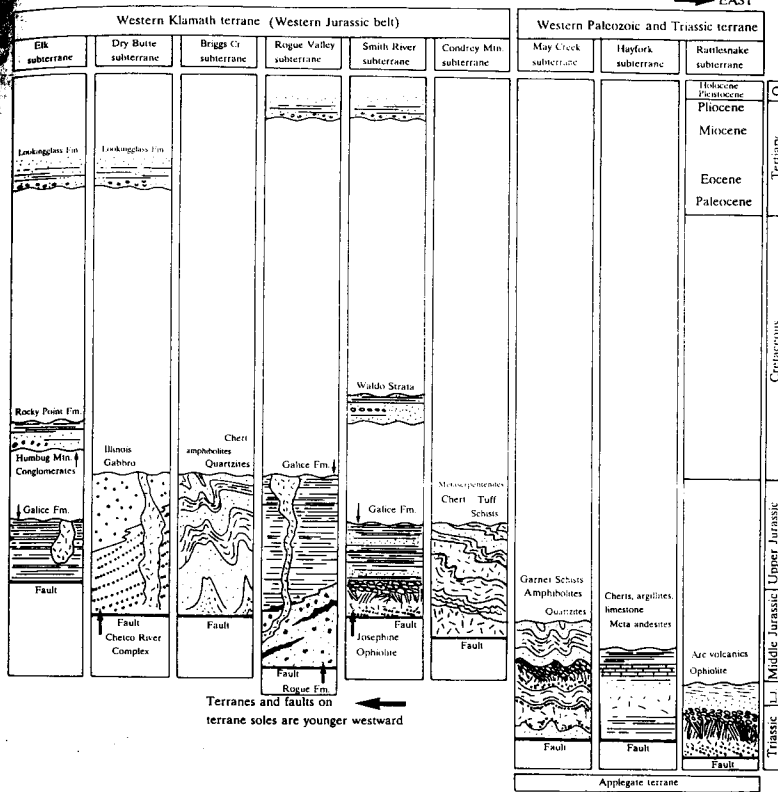 EAST
Western Klamath terrane (Western Jurassic belt)
Western Paleozoic and Triassic terrane
Elk
subterrane
Dry Butte
subterrane
Briggs Cr
subterrane
Rogue Valley
subterrane
Smith River
subterrane
Condrey Mtn.
subterrane
May Creek
subterrane
Hayfork
subterrane
Rattlesnake
subterrane
Holocene
Pleistocene
Q
Pliocene
Miocene
Eocene
Paleocene
Tertiary
Lookingglass Fm
Lookingglass Fm
Cretaceous
Waldo Strata
Rocky Point Fm.
Humbug Mtn.
Conglomerates
Illinois
Gabbro
Chert
amphibolites
Quartzites
Galice Fm.
Metaserpentenites
Chert Tuff
Schists
Galice Fm.
Galice Fm.
Upper Jurassic
Garnet Schists
Amphibolites
Quartzites
Cherts, argillites,
limestone
Meta andesites
Middle Jurassic
Fault
Fault
Chetco River
Complex
Fault
Fault
Rogue Fm.
Fault
Josephine
Ophiolite
Fault
Arc volcanics
Ophiolite
L.J.
Triassic
Fault
Fault
Fault
Terranes and faults on
terrane soles are younger westward
Applegate terrane